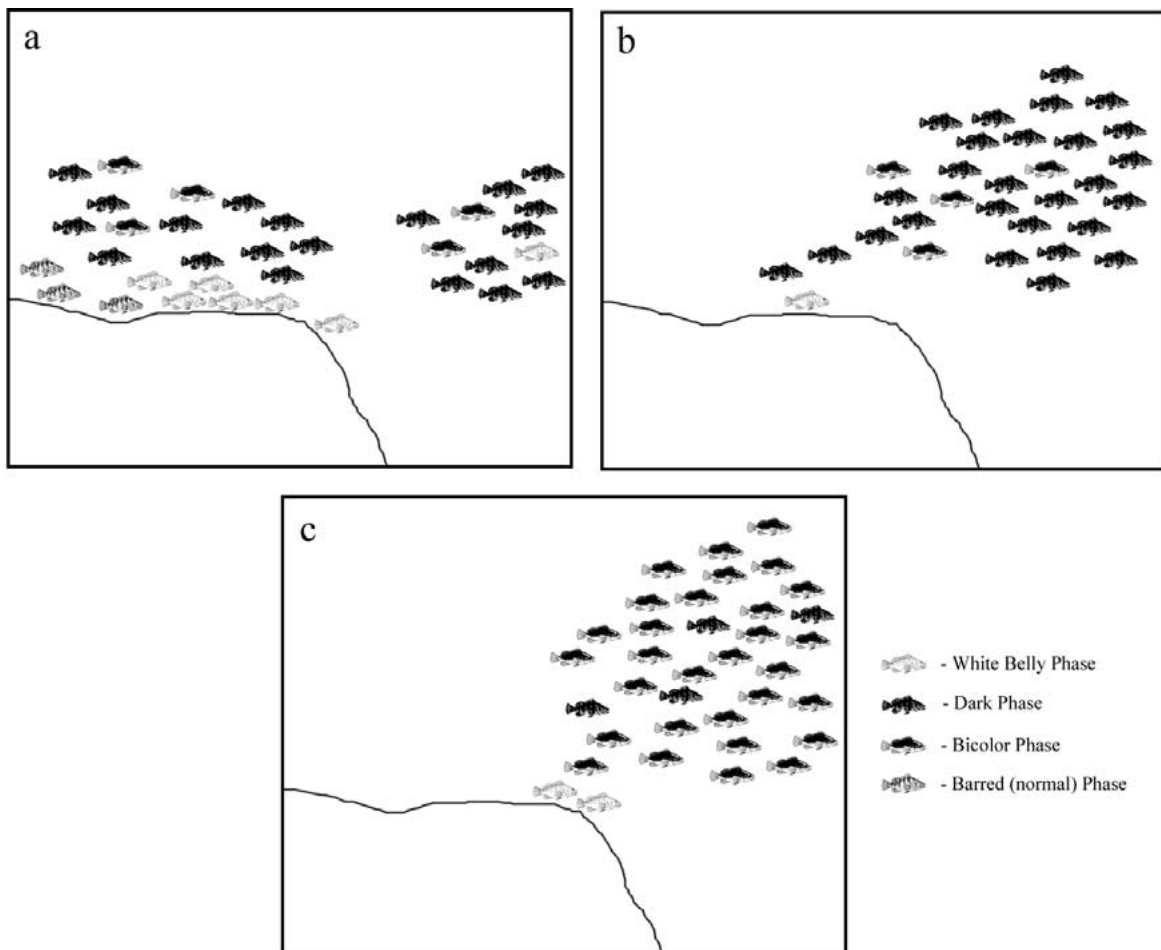 a
b
c
- White Belly Phase
- Dark Phase
- Bicolor Phase
- Barred (normal) Phase